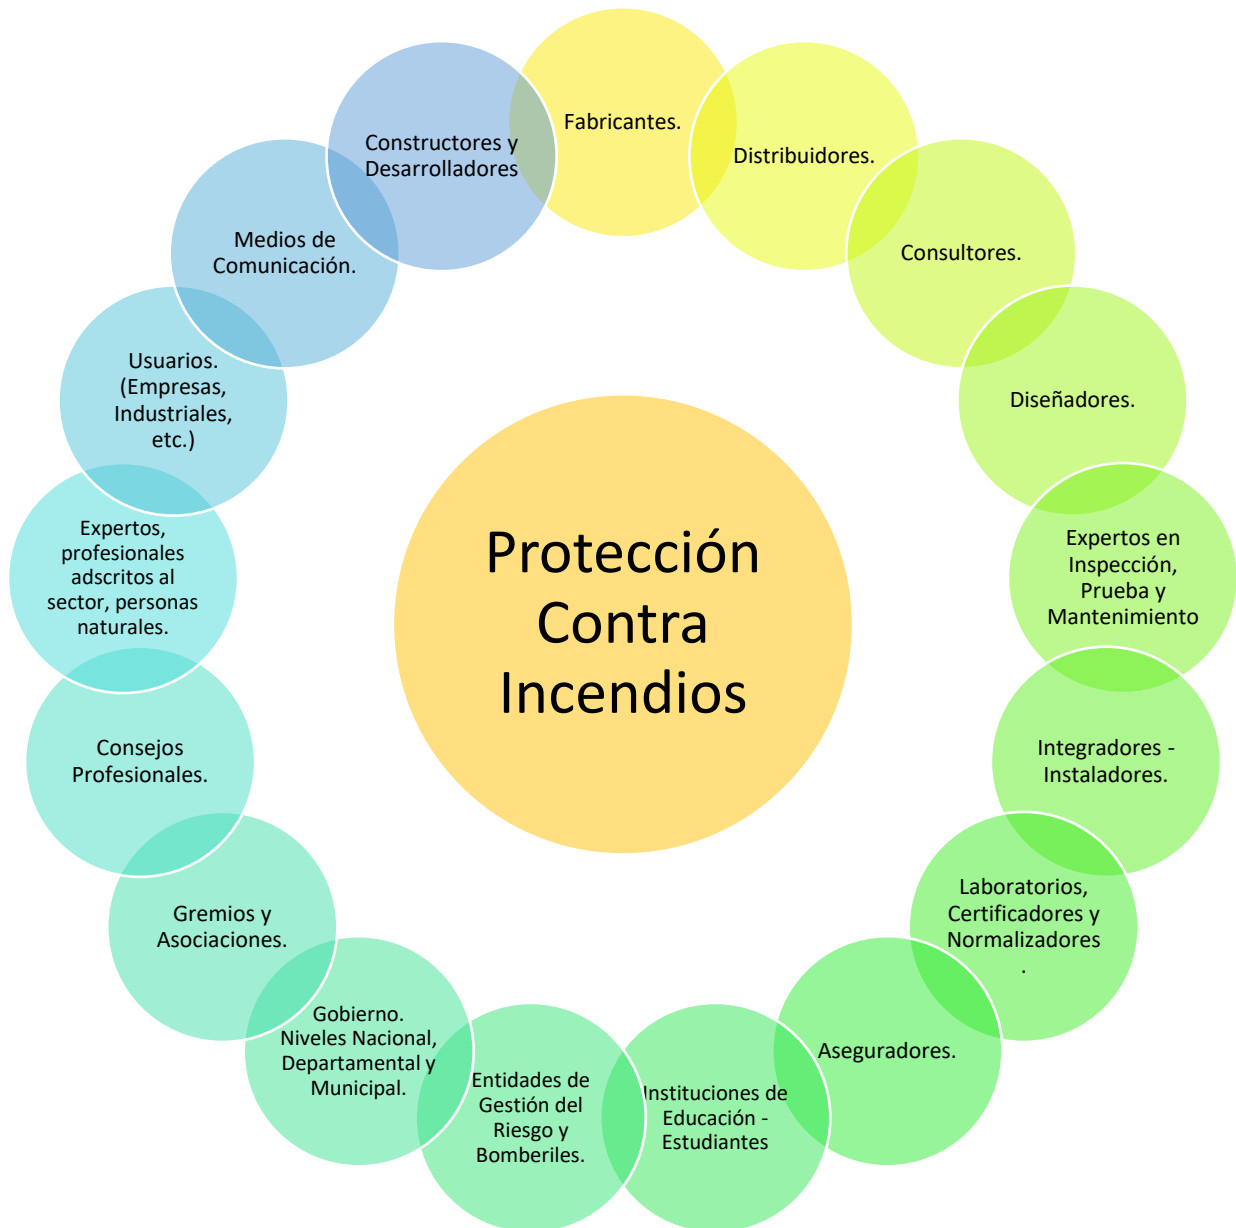 Fabricantes.
Distribuidores.
Consultores.
Diseñadores.
Expertos en
Inspección,
Prueba y
Mantenimiento
Integradores -
Instaladores.
Laboratorios,
Certificadores y
Normalizadores
.
Aseguradores.
Instituciones de
Educación -
Estudiantes
Entidades de
Gestión del
Riesgo y
Bomberiles.
Gobierno.
Niveles Nacional,
Departamental y
Municipal.
Gremios y
Asociaciones.
Consejos
Profesionales.
Expertos,
profesionales
adscritos al
sector, personas
naturales.
Usuarios.
(Empresas,
Industriales,
etc.)
Medios de
Comunicación.
Constructores y
Desarrolladores
Protección
Contra
Incendios